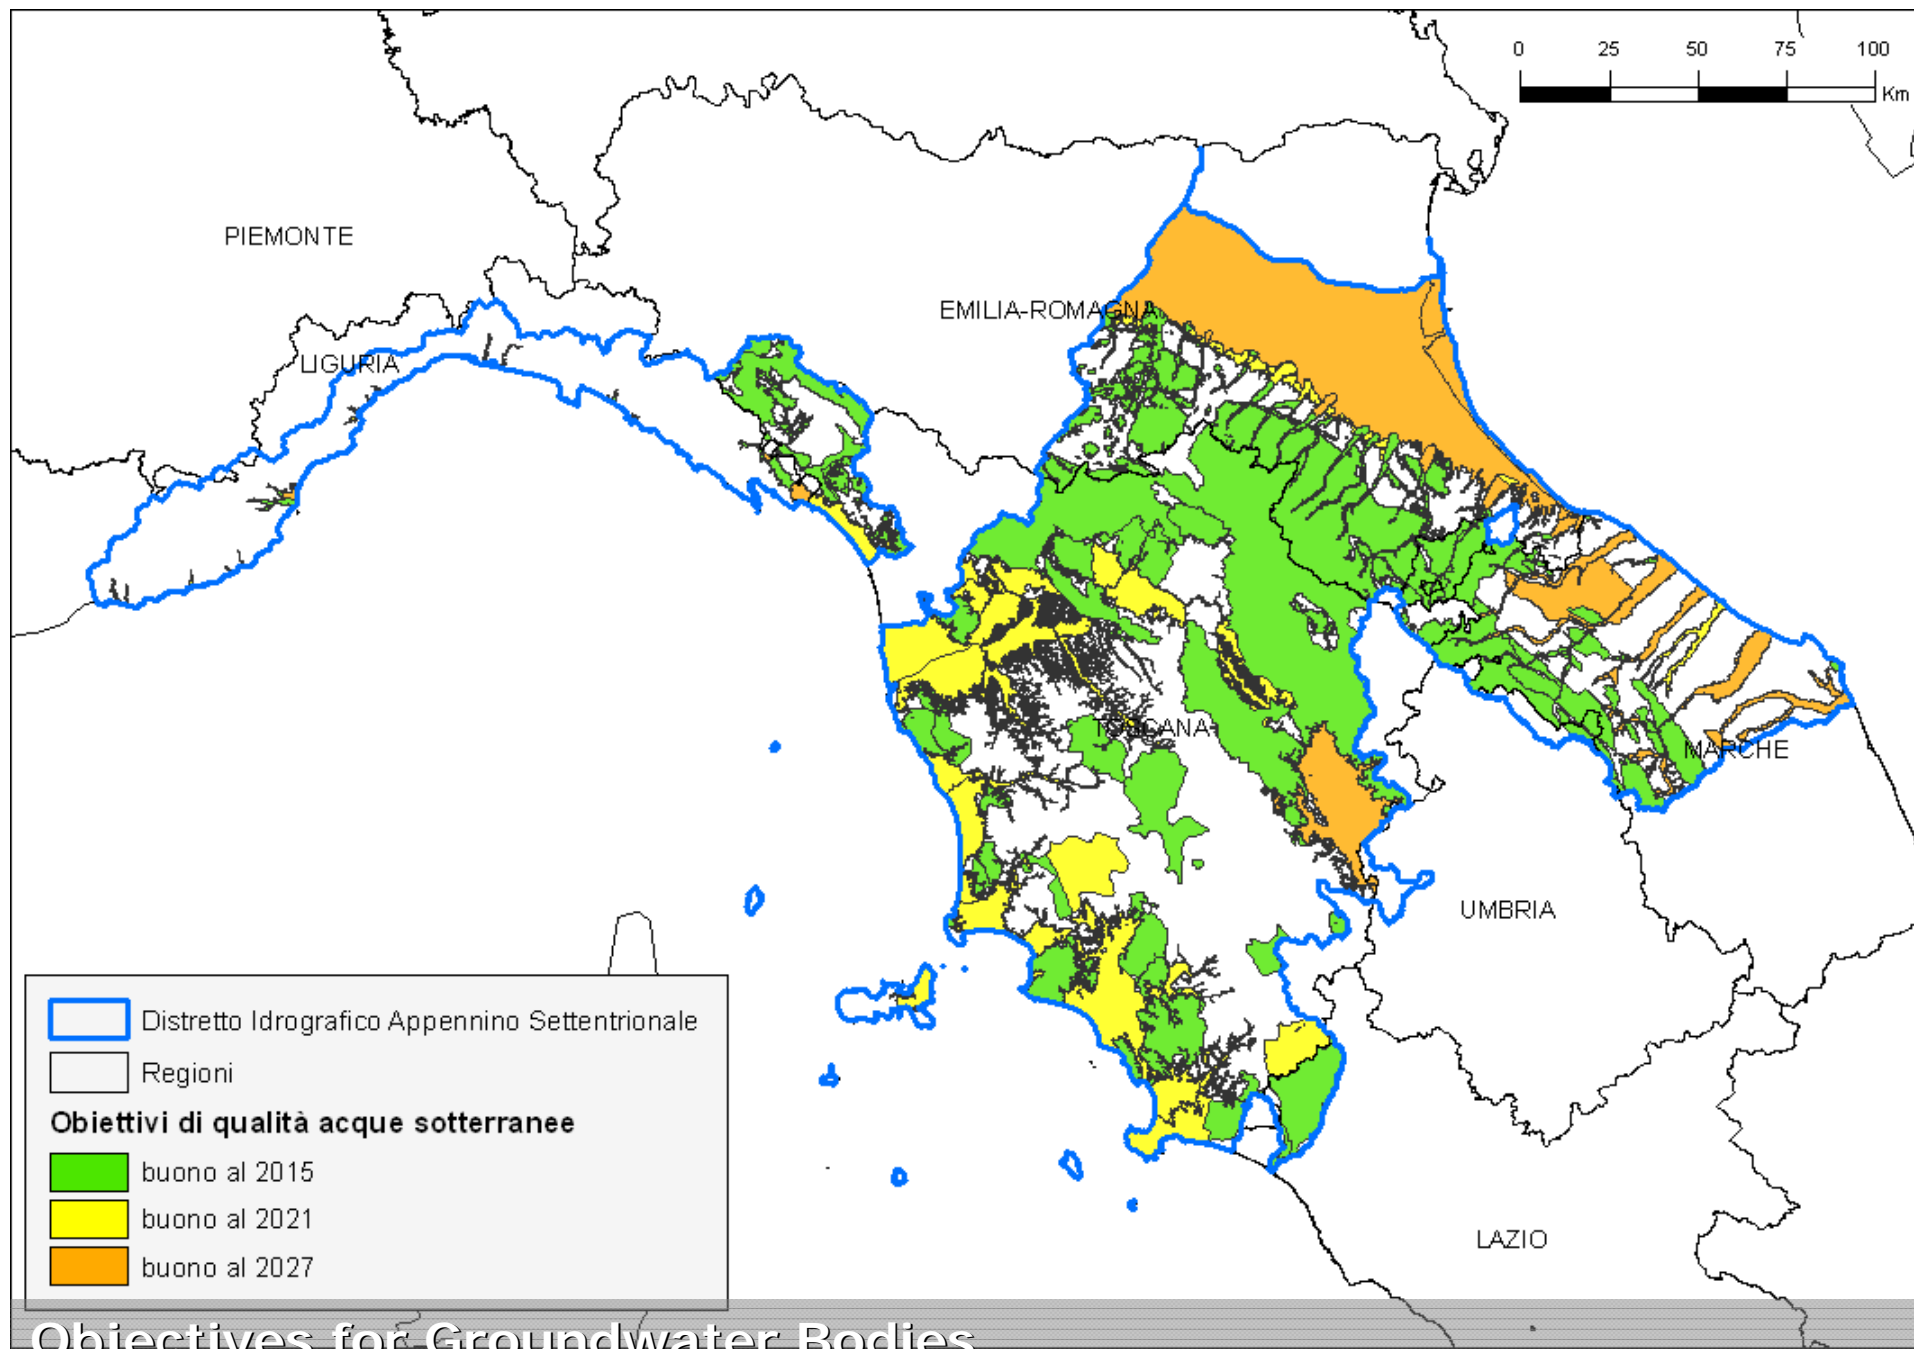 0 25 50 75 100
Km
PIEMONTE
EMILIA-ROMAGNA
LIGURIA
TOSCANA
MARCHE
UMBRIA
LAZIO
Distretto Idrografico Appennino Settentrionale
Regioni
Obiettivi di qualità acque sotterranee
buono al 2015
buono al 2021
buono al 2027
Objectives for Groundwater Bodies